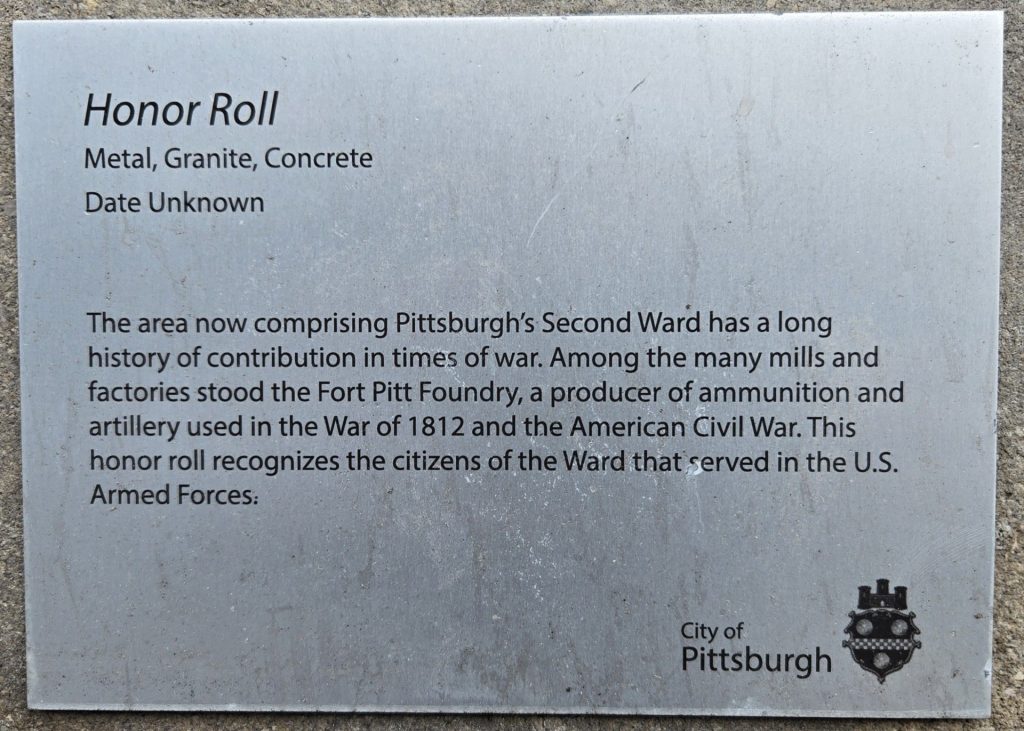 Honor Roll
Metal, Granite, Concrete
Date Unknown
The area now comprising Pittsburgh's Second Ward has a long
history of contribution in times of war. Among the many mills and
factories stood the Fort Pitt Foundry, a producer of ammunition and
artillery used in the War of 1812 and the American Civil War. This
honor roll recognizes the citizens of the Ward that served in the U.S.
Armed Forces.
City of
Pittsburgh